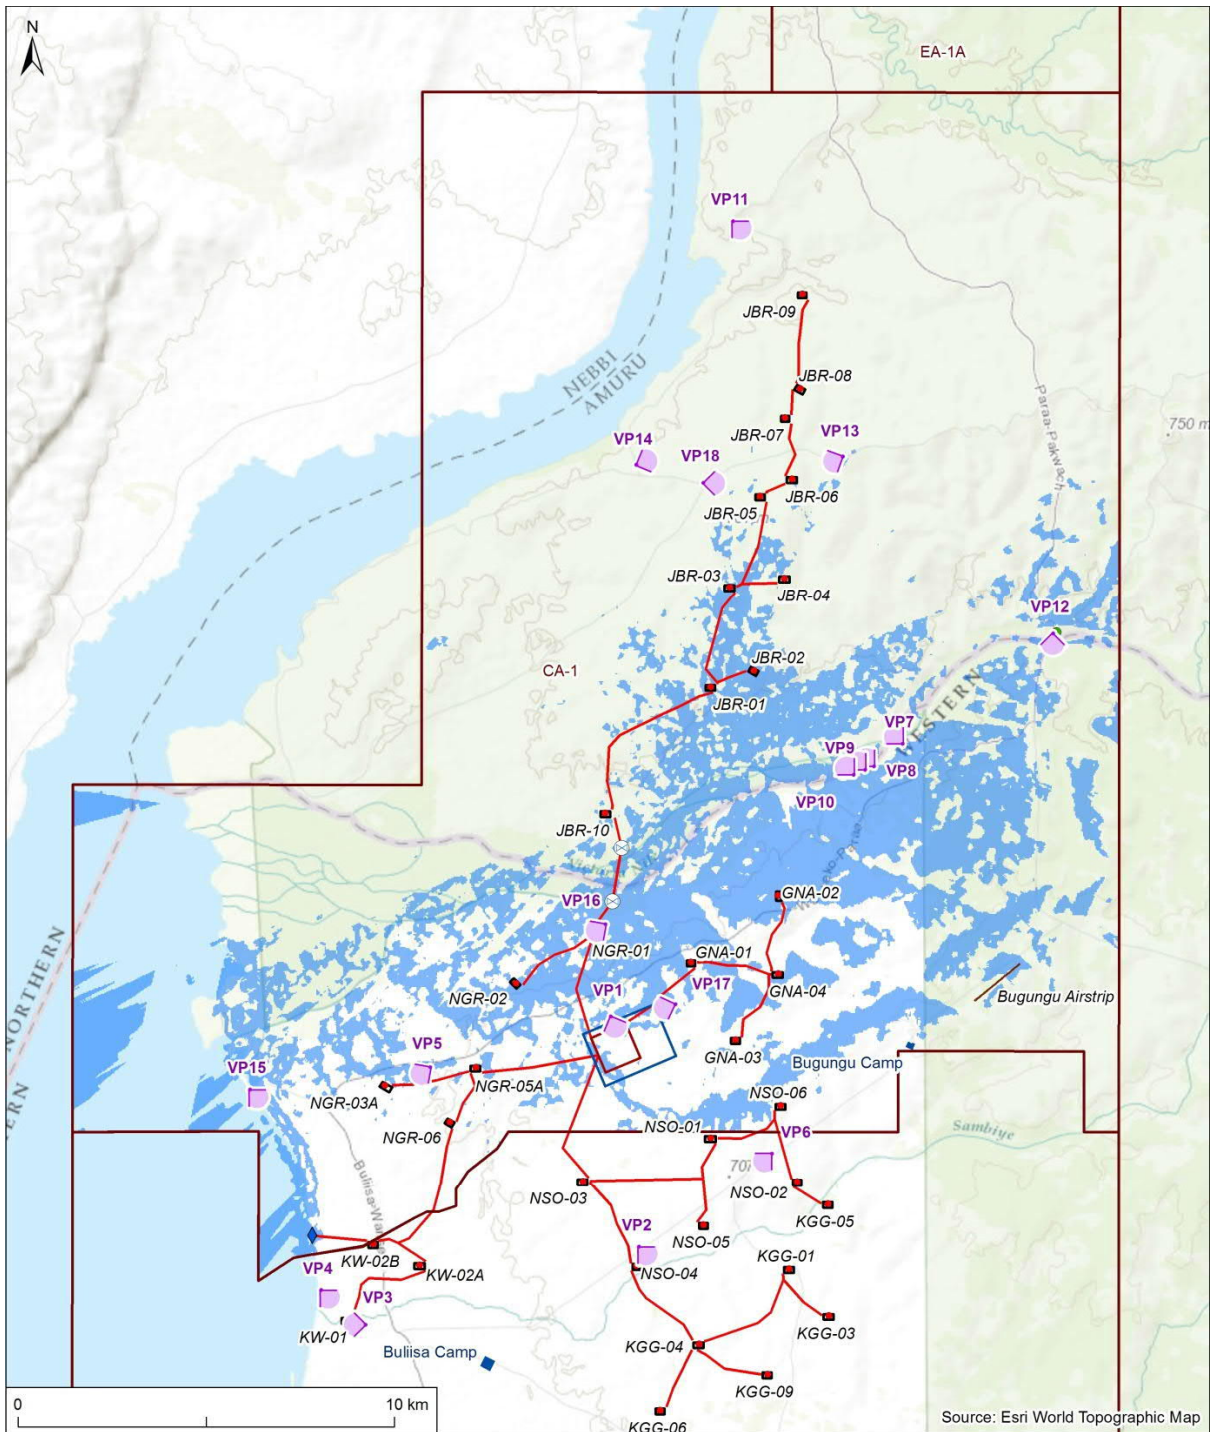 N
EA-1A
VP11
JBR-09
NEBBI
AMURU
JBR-08
Paraa-Pakwach
750 m
JBR-07
VP14
VP18
VP13
JBR-05
JBR-06
JBR-03
JBR-04
VP12
CA-1
JBR-02
JBR-01
WESTERN
VP7
VP9
VP8
VP10
JBR-10
VP16
GNA-02
NORTHERN
NGR-01
GNA-01
NGR-02
VP17
GNA-04
Bugungu Airstrip
VP1
VP5
GNA-03
Bugungu Camp
VP15
NGR-05A
NGR-03A
NSO-06
NGR-06
NSO-01
VP6
Sambiye
NSO-03
NSO-02
KGG-05
VP2
NSO-05
KW-02B
KW-02A
NSO-04
KGG-01
VP4
VP3
KW-01
KGG-03
KGG-04
Buliisa Camp
KGG-09
KGG-06
0
10 km
Source: Esri World Topographic Map